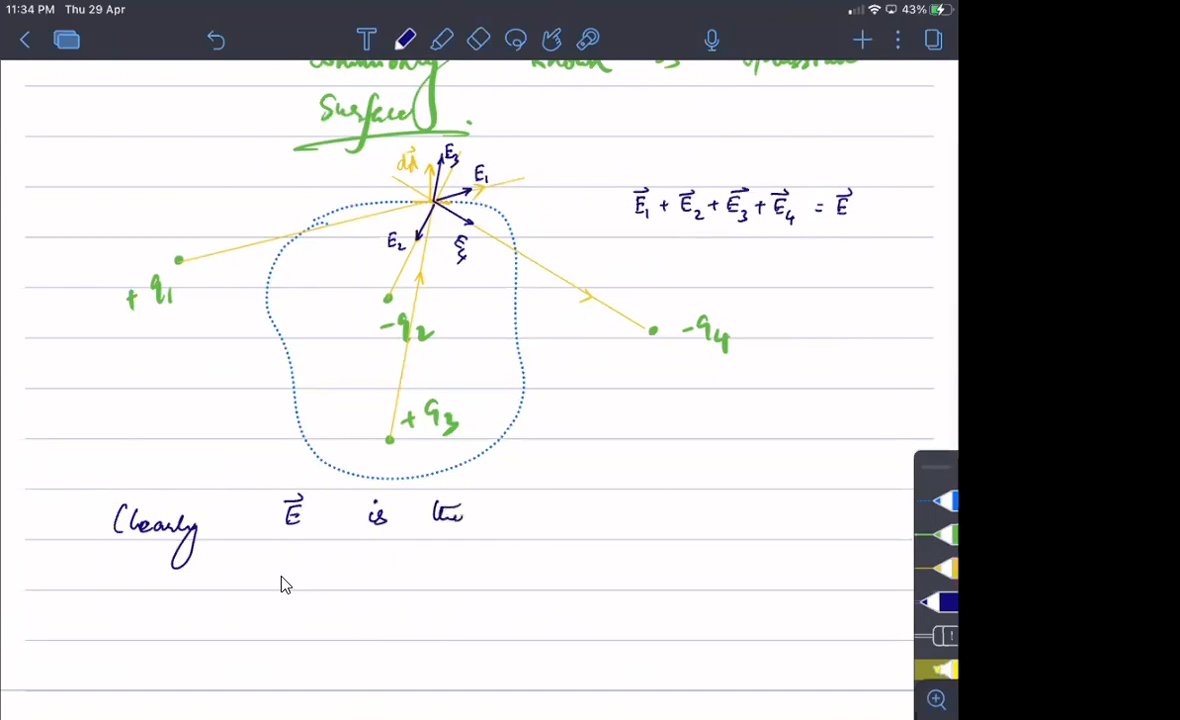 11:34 PM Thu 29 Apr
43%
Surface.
dA
E3
E1
E2
E⃗1 + E⃗2 + E⃗3 + E⃗4 = E⃗
+ q1
-q2
-q4
+ q3
Clearly E⃗ is the